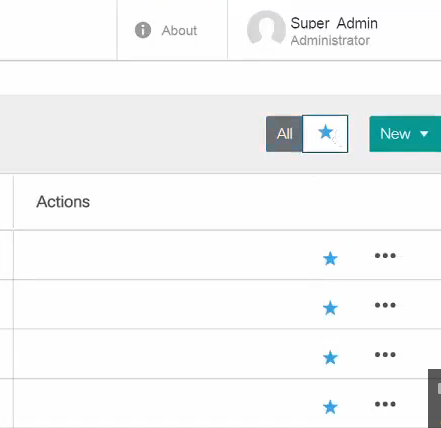 About
Super Admin
Administrator
All
New
Actions